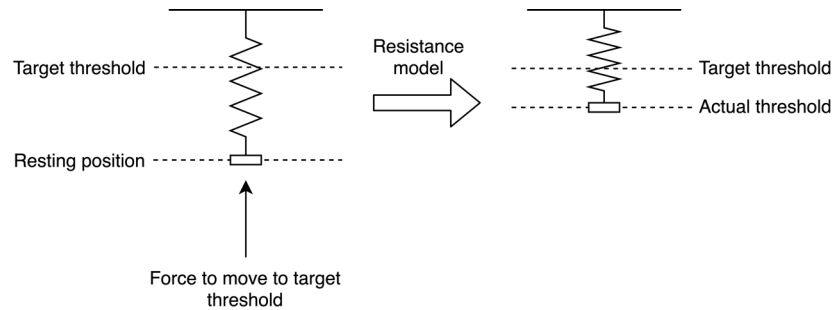 Target threshold
Resting position
Force to move to target
threshold
Resistance
model
Target threshold
Actual threshold